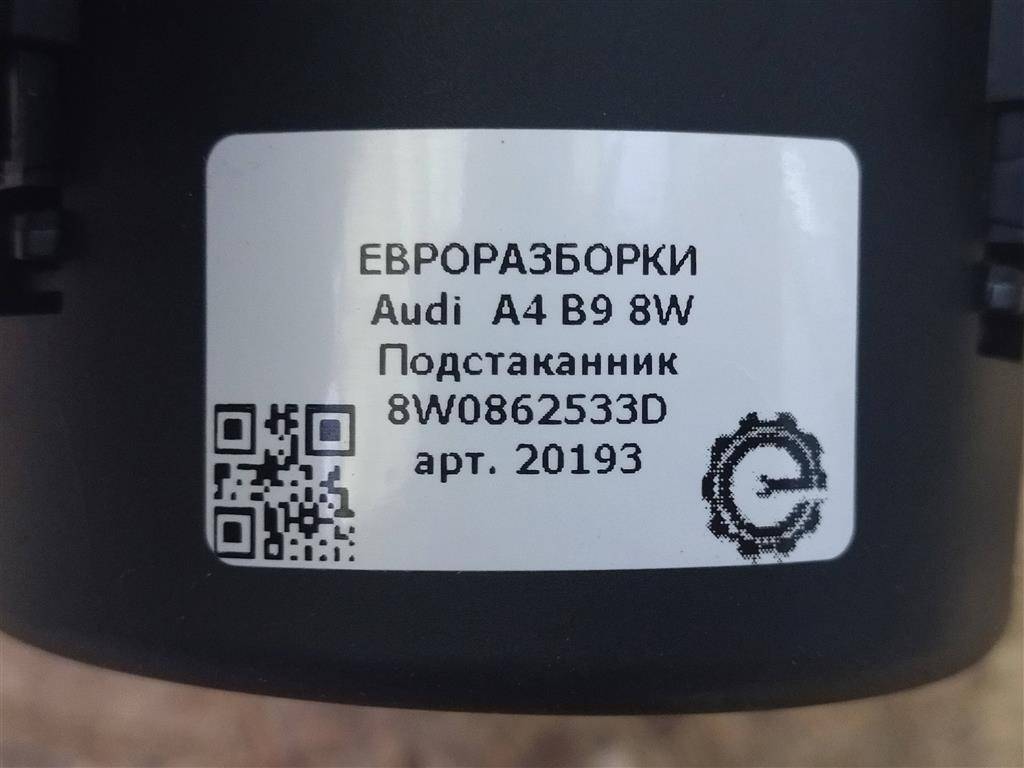 ЕВРОРАЗБОРКИ
Audi A4 B9 8W
Подстаканник
8W0862533D
арт. 20193